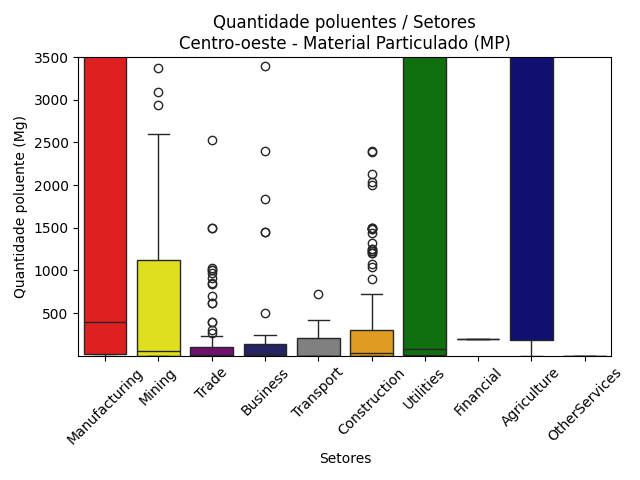 Quantidade poluentes / Setores
Centro-oeste - Material Particulado (MP)
Quantidade poluente (Mg)
3500
3000
2500
2000
1500
1000
500
Manufacturing
Mining
Trade
Business
Transport
Construction
Utilities
Financial
Agriculture
OtherServices
Setores